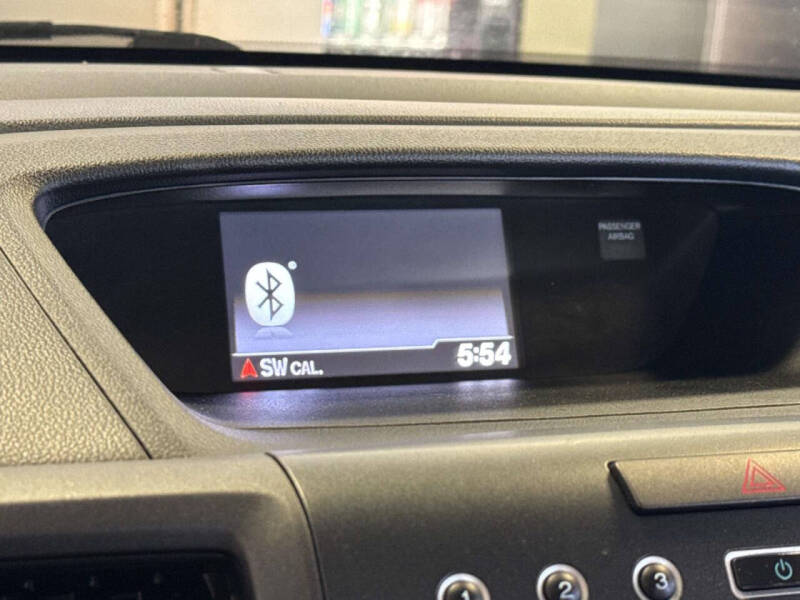 PASSENGER
AIRBAG
SW CAL. 5:54
1 2 3